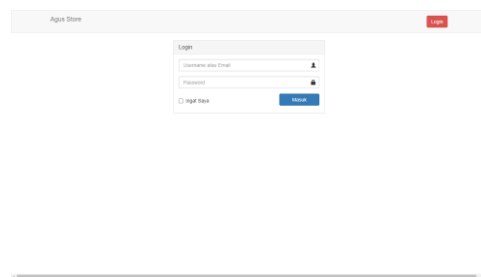 Agus Store
Login
Login
Username atau Email
Password
Ingat Saya
Masuk